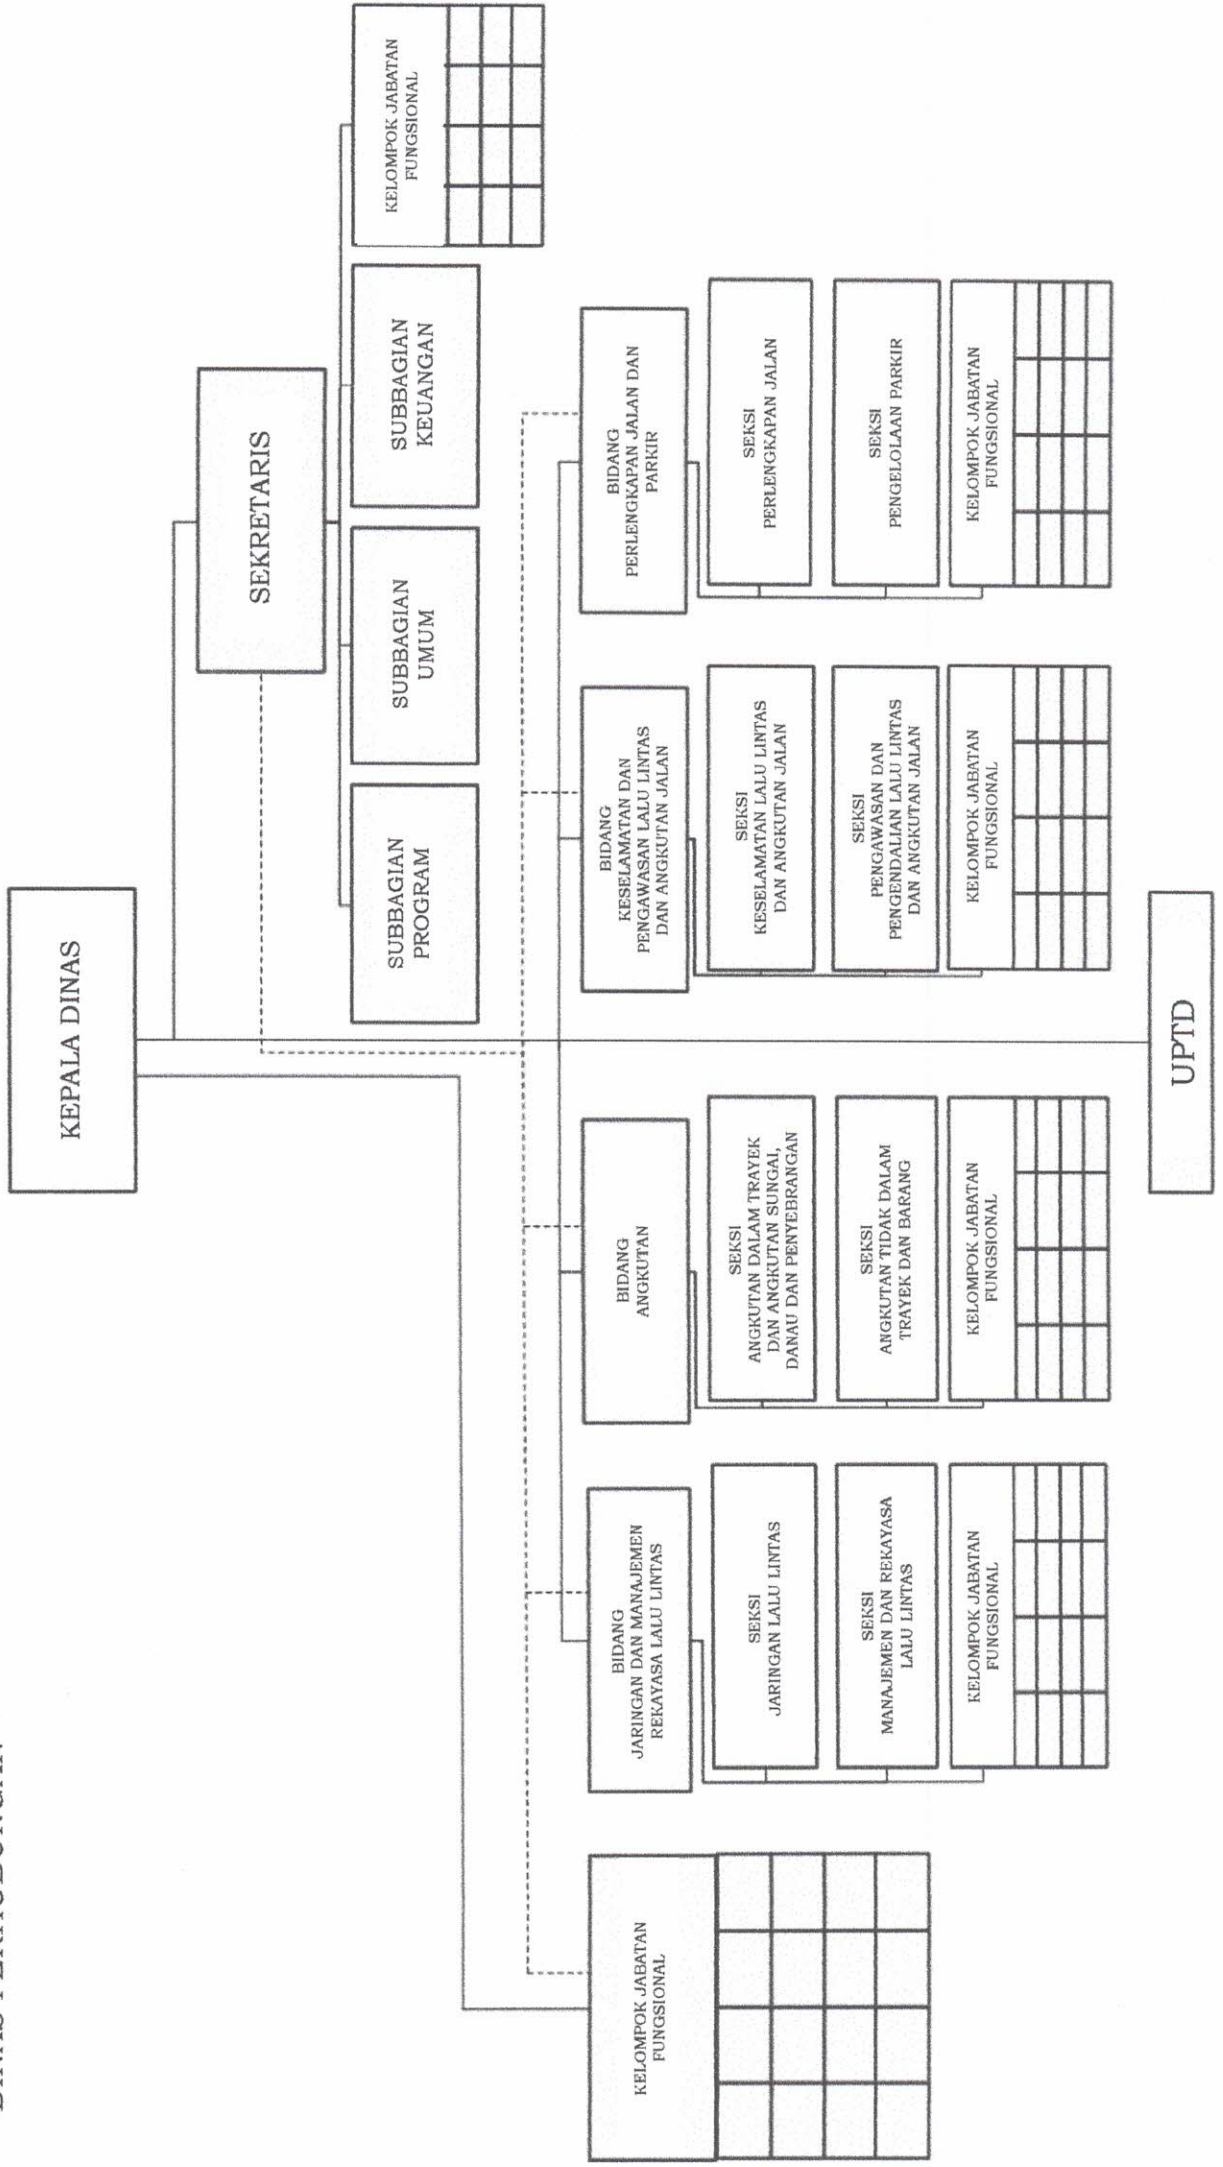 DINAS PERHUBUNGAN
KEPALA DINAS
SEKRETARIS
SUBBAGIAN
PROGRAM
SUBBAGIAN
UMUM
SUBBAGIAN
KEUANGAN
KELOMPOK JABATAN
FUNGSIONAL
KELOMPOK JABATAN
FUNGSIONAL
BIDANG
JARINGAN DAN MANAJEMEN
REKAYASA LALU LINTAS
SEKSI
JARINGAN LALU LINTAS
SEKSI
MANAJEMEN DAN REKAYASA
LALU LINTAS
KELOMPOK JABATAN
FUNGSIONAL
BIDANG
ANGKUTAN
SEKSI
ANGKUTAN DALAM TRAYEK
DAN ANGKUTAN SUNGAI,
DANAU DAN PENYEBRANGAN
SEKSI
ANGKUTAN TIDAK DALAM
TRAYEK DAN BARANG
KELOMPOK JABATAN
FUNGSIONAL
BIDANG
KESELAMATAN DAN
PENGAWASAN LALU LINTAS
DAN ANGKUTAN JALAN
SEKSI
KESELAMATAN LALU LINTAS
DAN ANGKUTAN JALAN
SEKSI
PENGAWASAN DAN
PENGENDALIAN LALU LINTAS
DAN ANGKUTAN JALAN
KELOMPOK JABATAN
FUNGSIONAL
BIDANG
PERLENGKAPAN JALAN DAN
PARKIR
SEKSI
PERLENGKAPAN JALAN
SEKSI
PENGELOLAAN PARKIR
KELOMPOK JABATAN
FUNGSIONAL
UPTD